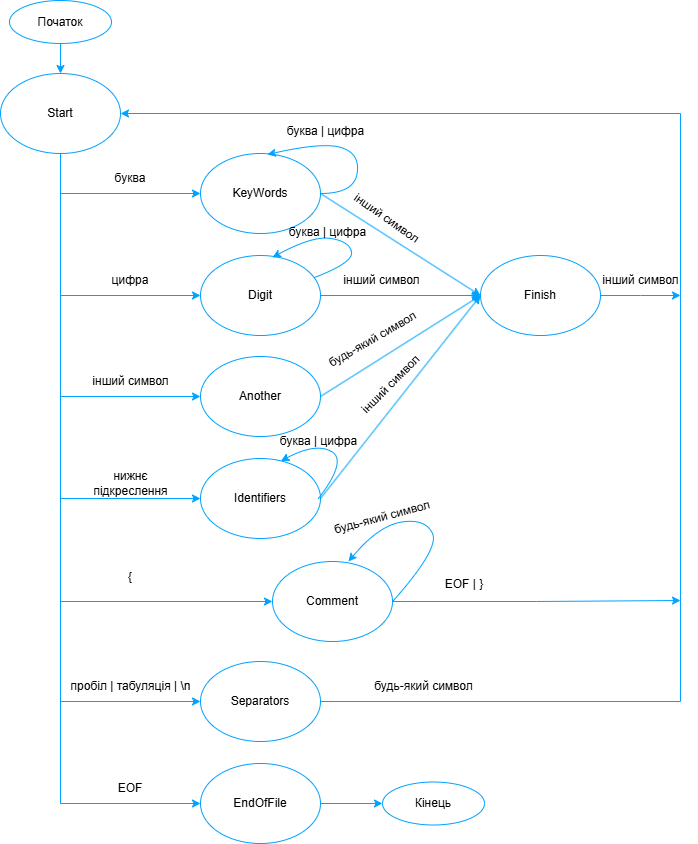 Початок
Start
буква | цифра
буква
KeyWords
інший символ
буква | цифра
цифра
Digit
інший символ
Finish
інший символ
будь-який символ
інший символ
Another
інший символ
буква | цифра
нижнє
підкреслення
Identifiers
будь-який символ
{
Comment
EOF | }
пробіл | табуляція | \n
Separators
будь-який символ
EOF
EndOfFile
Кінець